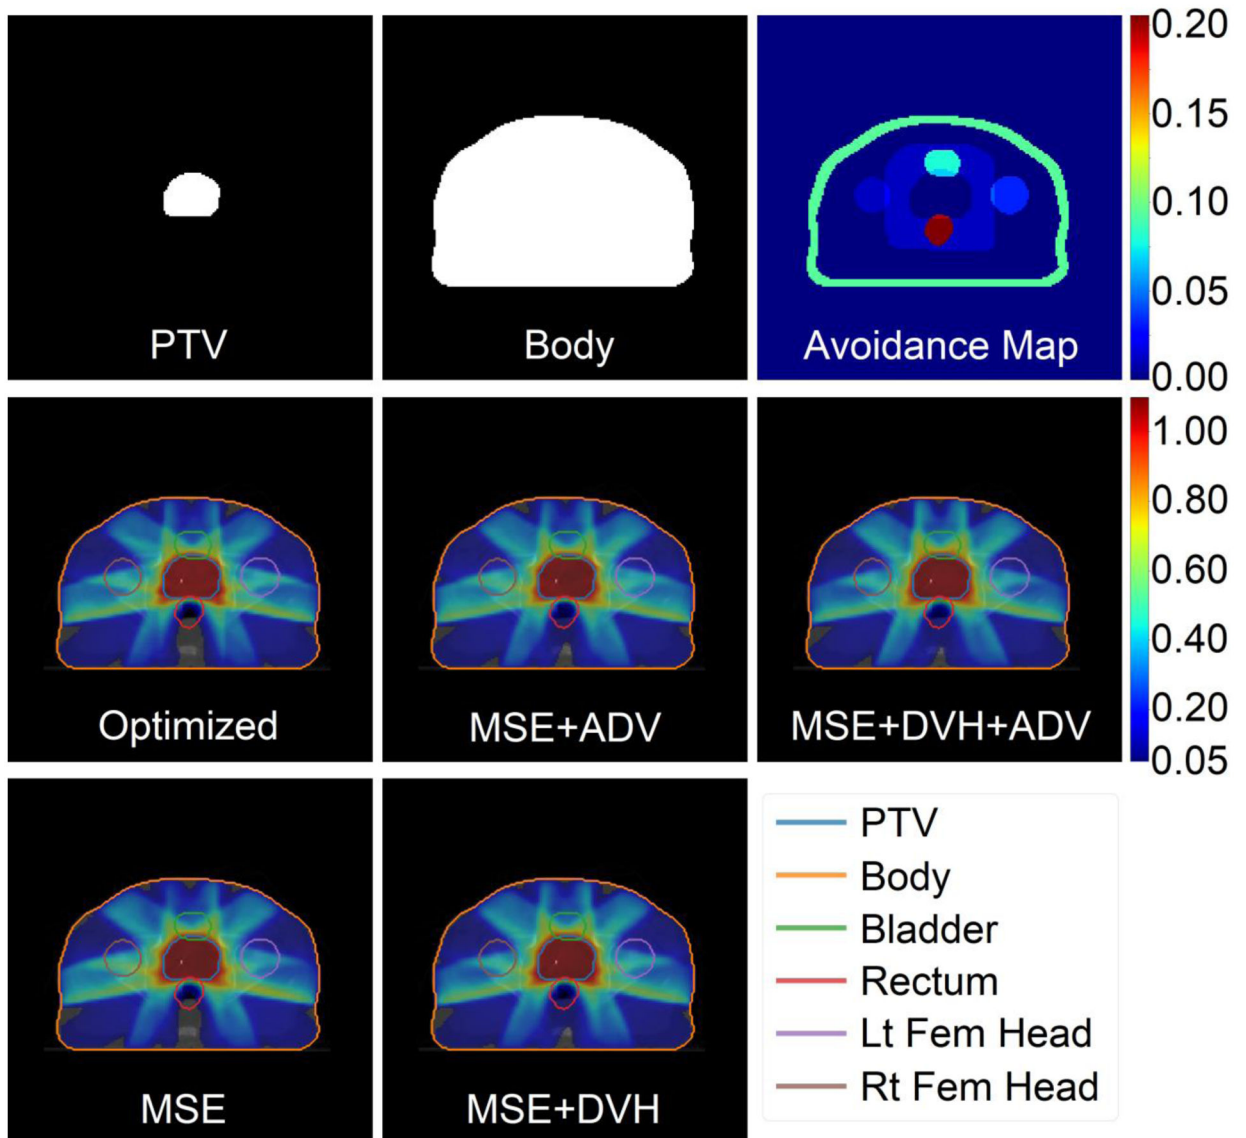 PTV
Body
Avoidance Map
0.20
0.15
0.10
0.05
0.00
Optimized
MSE+ADV
MSE+DVH+ADV
1.00
0.80
0.60
0.40
0.20
0.05
MSE
MSE+DVH
PTV
Body
Bladder
Rectum
Lt Fem Head
Rt Fem Head